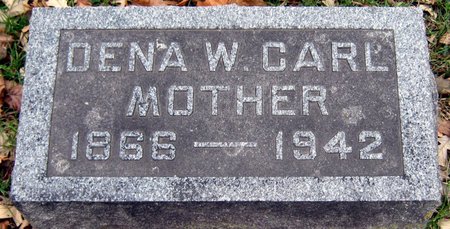 DENA W. CARL
MOTHER
1866 — 1942